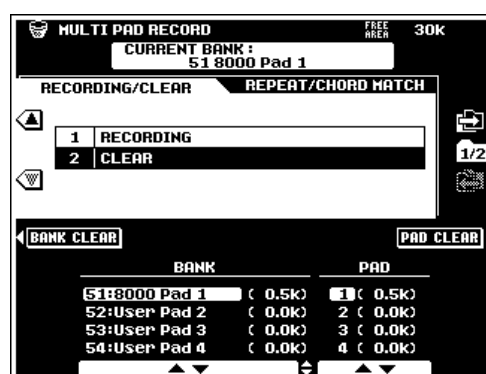 MULTI PAD RECORD
FREE AREA 30k
CURRENT BANK :
51 8000 Pad 1
RECORDING/CLEAR REPEAT/CHORD MATCH
1 RECORDING
2 CLEAR
1/2
BANK CLEAR PAD CLEAR
BANK PAD
51:8000 Pad 1 ( 0.5k) 1 ( 0.5k)
52:User Pad 2 ( 0.0k) 2 ( 0.0k)
53:User Pad 3 ( 0.0k) 3 ( 0.0k)
54:User Pad 4 ( 0.0k) 4 ( 0.0k)